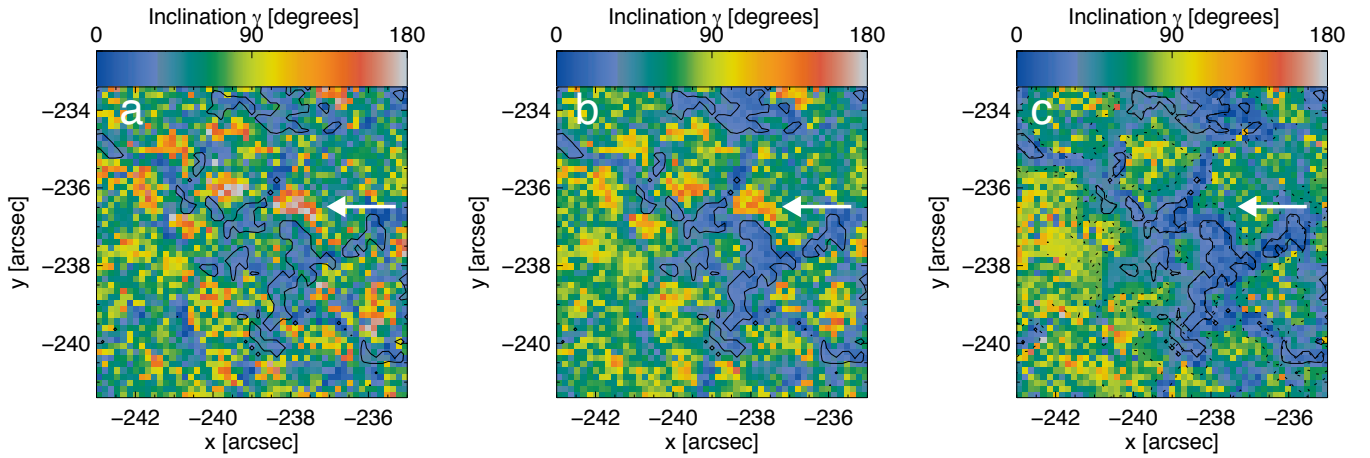 Inclination γ [degrees]
0 90 180
a
−234
−236
−238
−240
y [arcsec]
−242 −240 −238 −236
x [arcsec]
Inclination γ [degrees]
0 90 180
b
−234
−236
−238
−240
y [arcsec]
−242 −240 −238 −236
x [arcsec]
Inclination γ [degrees]
0 90 180
c
−234
−236
−238
−240
y [arcsec]
−242 −240 −238 −236
x [arcsec]